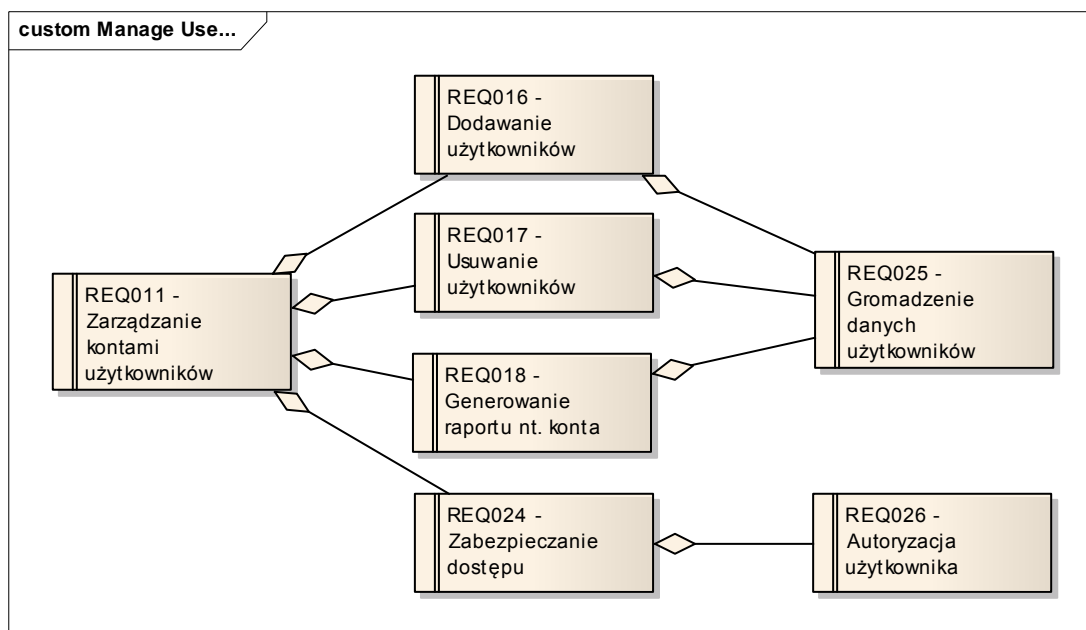 custom Manage Use...
REQ016 -
Dodawanie
użytkowników
REQ017 -
Usuwanie
użytkowników
REQ011 -
Zarządzanie
kontami
użytkowników
REQ025 -
Gromadzenie
danych
użytkowników
REQ018 -
Generowanie
raportu nt. konta
REQ024 -
Zabezpieczanie
dostępu
REQ026 -
Autoryzacja
użytkownika